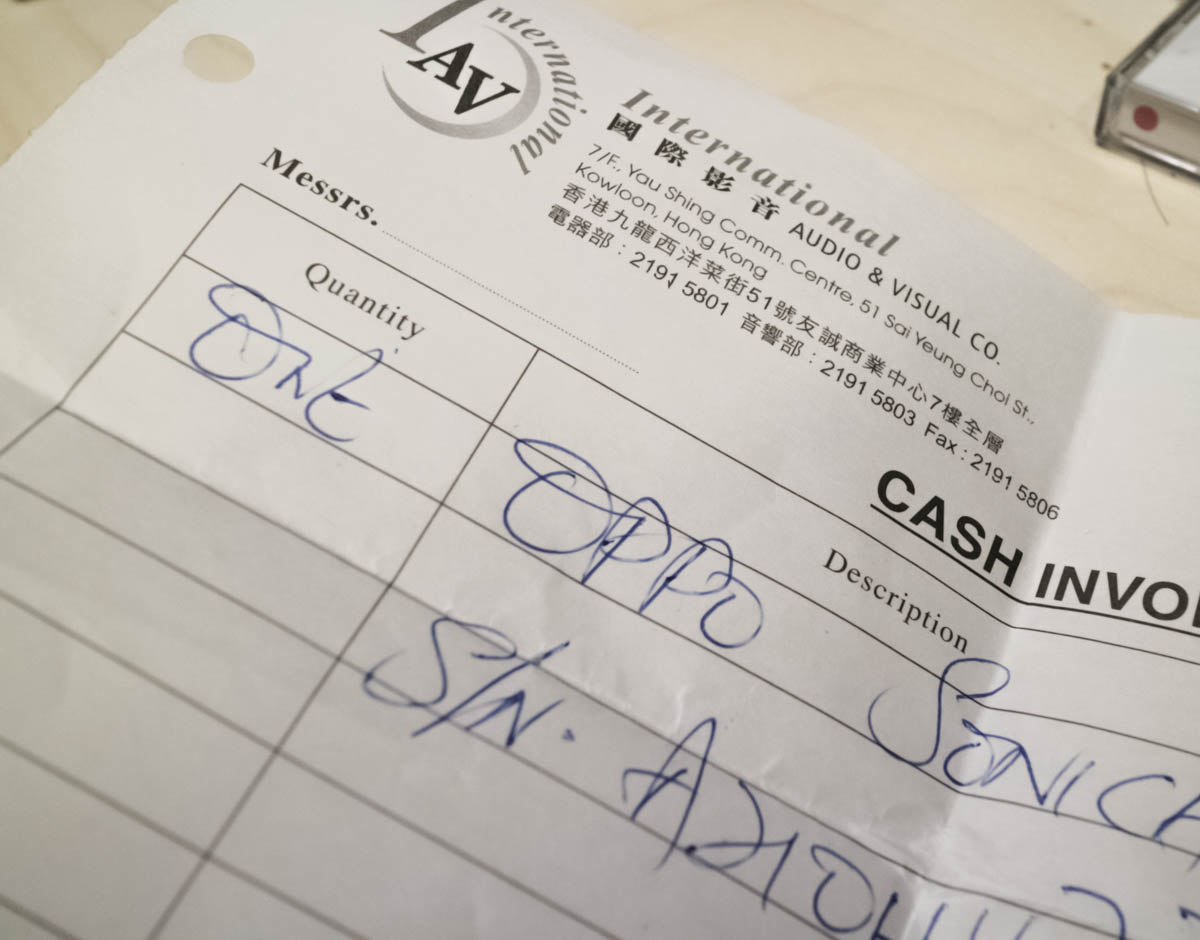 International
AV
International
國際影音 AUDIO & VISUAL CO.
7/F., Yau Shing Comm. Centre, 51 Sai Yeung Choi St.,
Kowloon, Hong Kong
香港九龍西洋菜街51號友誠商業中心7樓全層
電器部：2191 5801 音響部：2191 5803 Fax : 2191 5806
CASH INVOI
Messrs.
Quantity Description
ONE OPPO SONICA
S/N.